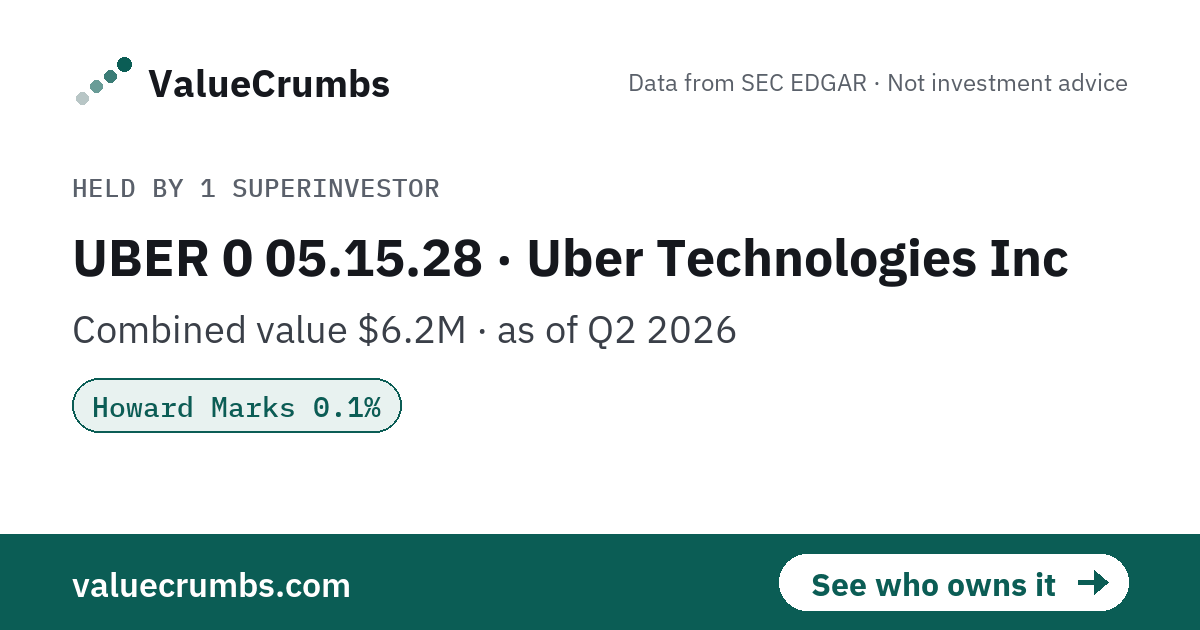 ValueCrumbs
Data from SEC EDGAR · Not investment advice
HELD BY 1 SUPERINVESTOR
UBER 0 05.15.28 · Uber Technologies Inc
Combined value $6.2M · as of Q2 2026
Howard Marks 0.1%
valuecrumbs.com
See who owns it →